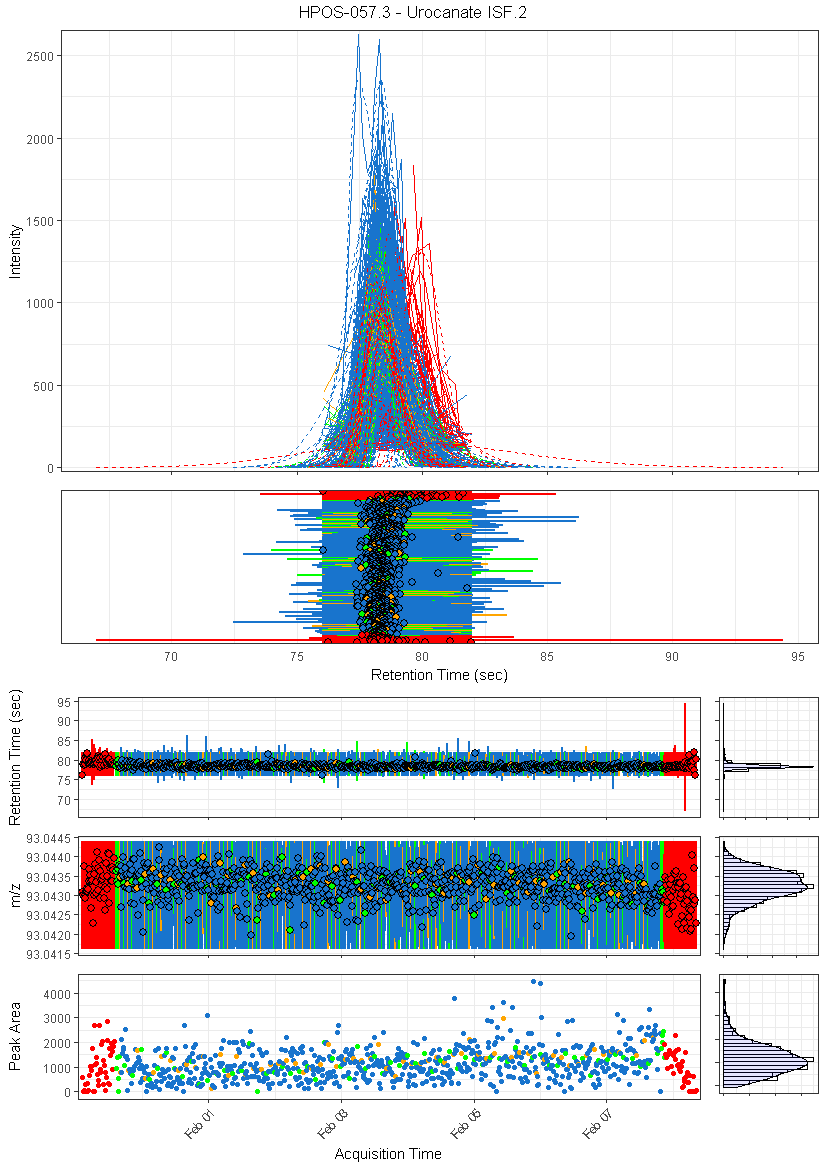 HPOS-057.3 - Urocanate ISF.2
Intensity
2500
2000
1500
1000
500
0
70 75 80 85 90 95
Retention Time (sec)
Retention Time (sec)
95
90
85
80
75
70
m/z
93.0445
93.0440
93.0435
93.0430
93.0425
93.0420
93.0415
Peak Area
4000
3000
2000
1000
0
Feb 01 Feb 03 Feb 05 Feb 07
Acquisition Time